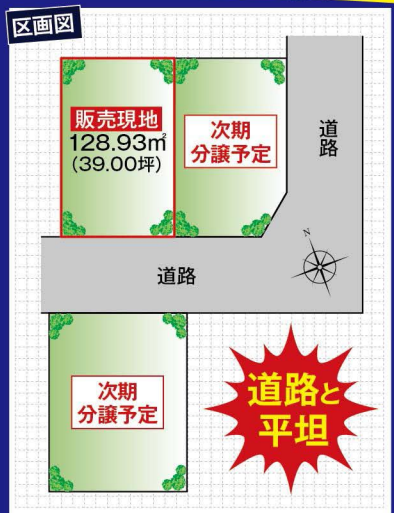 区画図
販売現地
128.93㎡
(39.00坪)
次期
分譲予定
道路
N
道路
次期
分譲予定
道路と
平坦